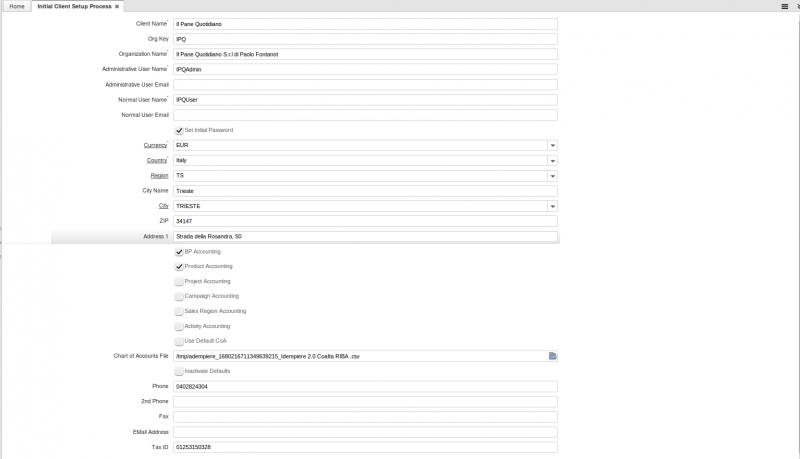 Home Initial Client Setup Process
Client Name* Il Pane Quotidiano
Org Key IPQ
Organization Name* Il Pane Quotidiano S.r.l di Paolo Fontanot
Administrative User Name* IPQAdmin
Administrative User Email
Normal User Name* IPQUser
Normal User Email
Set Initial Password
Currency* EUR
Country* Italy
Region TS
City Name Trieste
City TRIESTE
ZIP 34147
Address 1 Strada della Rosandra, 50
BP Accounting
Product Accounting
Project Accounting
Campaign Accounting
Sales Region Accounting
Activity Accounting
Use Default CoA
Chart of Accounts File /tmp/adempiere_1680216711349639215_Idempiere 2.0 Coaita RIBA .csv
Inactivate Defaults
Phone 0402824304
2nd Phone
Fax
EMail Address
Tax ID 01253150328